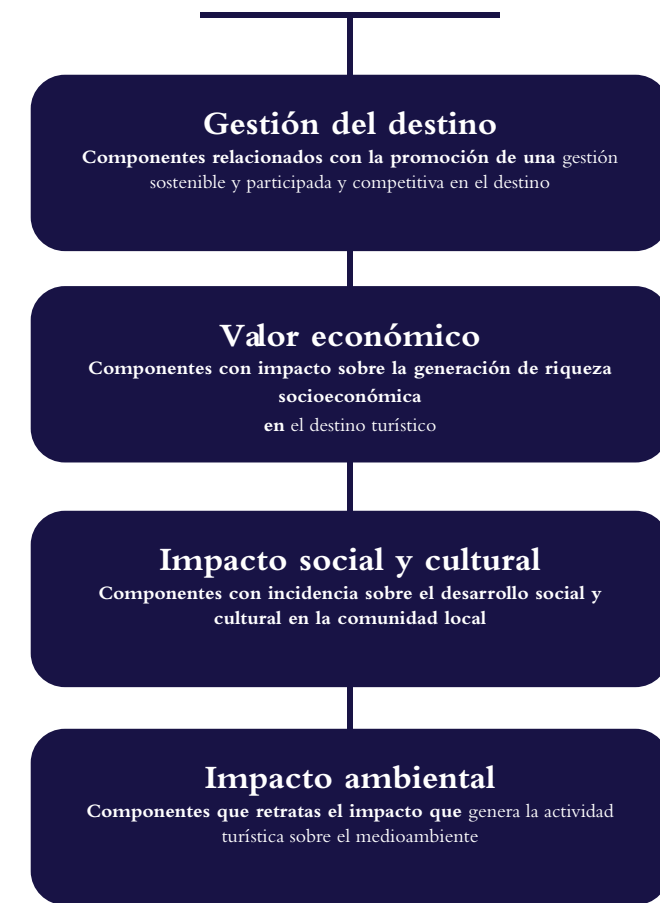 Gestión del destino
Componentes relacionados con la promoción de una gestión
sostenible y participada y competitiva en el destino
Valor económico
Componentes con impacto sobre la generación de riqueza
socioeconómica
en el destino turístico
Impacto social y cultural
Componentes con incidencia sobre el desarrollo social y
cultural en la comunidad local
Impacto ambiental
Componentes que retratas el impacto que genera la actividad
turística sobre el medioambiente